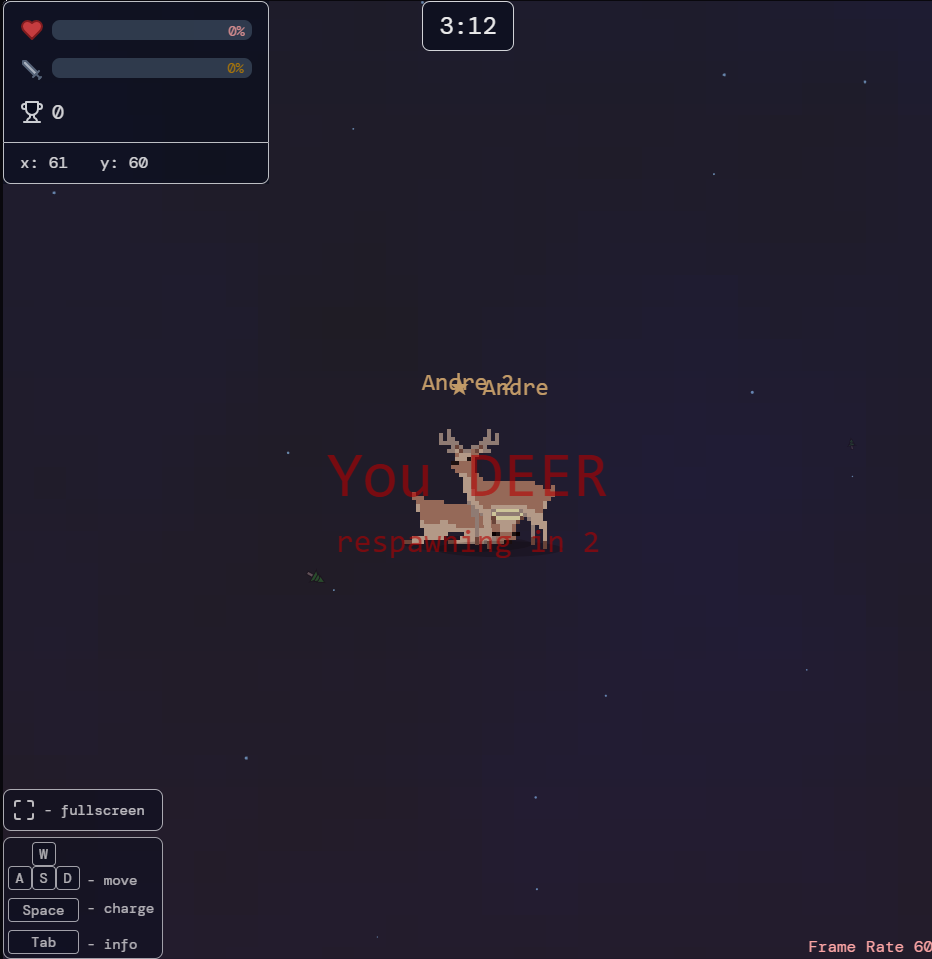 0%
0%
0
x: 61 y: 60
3:12
Andre 2
★ Andre
You DEER
respawning in 2
- fullscreen
W
A S D - move
Space - charge
Tab - info
Frame Rate 60